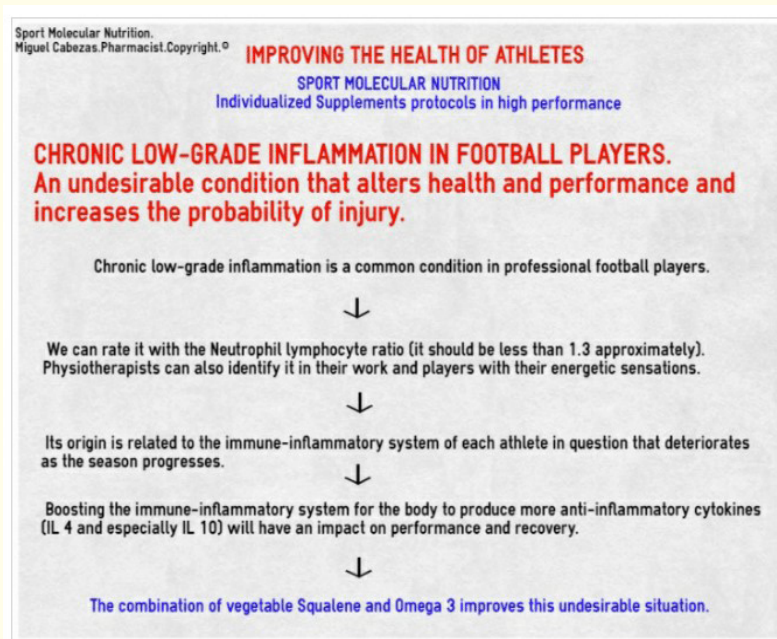 Sport Molecular Nutrition.
Miguel Cabezas.Pharmacist.Copyright.©
IMPROVING THE HEALTH OF ATHLETES
SPORT MOLECULAR NUTRITION
Individualized Supplements protocols in high performance
CHRONIC LOW-GRADE INFLAMMATION IN FOOTBALL PLAYERS.
An undesirable condition that alters health and performance and
increases the probability of injury.
Chronic low-grade inflammation is a common condition in professional football players.
We can rate it with the Neutrophil lymphocyte ratio (it should be less than 1.3 approximately).
Physiotherapists can also identify it in their work and players with their energetic sensations.
Its origin is related to the immune-inflammatory system of each athlete in question that deteriorates
as the season progresses.
Boosting the immune-inflammatory system for the body to produce more anti-inflammatory cytokines
(IL 4 and especially IL 10) will have an impact on performance and recovery.
The combination of vegetable Squalene and Omega 3 improves this undesirable situation.